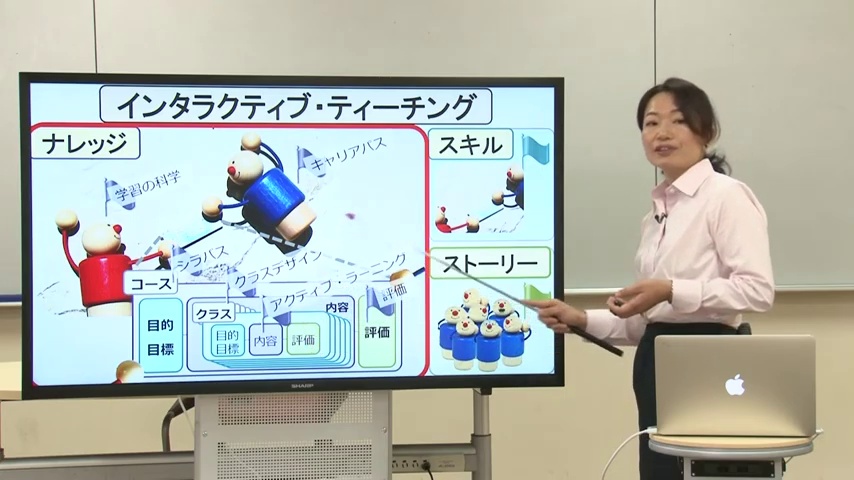 インタラクティブ・ティーチング
ナレッジ
学習の科学
キャリアパス
シラバス
クラスデザイン
アクティブ・ラーニング
評価
コース
目的
目標
クラス
内容
目的
目標
内容
評価
評価
スキル
ストーリー
SHARP